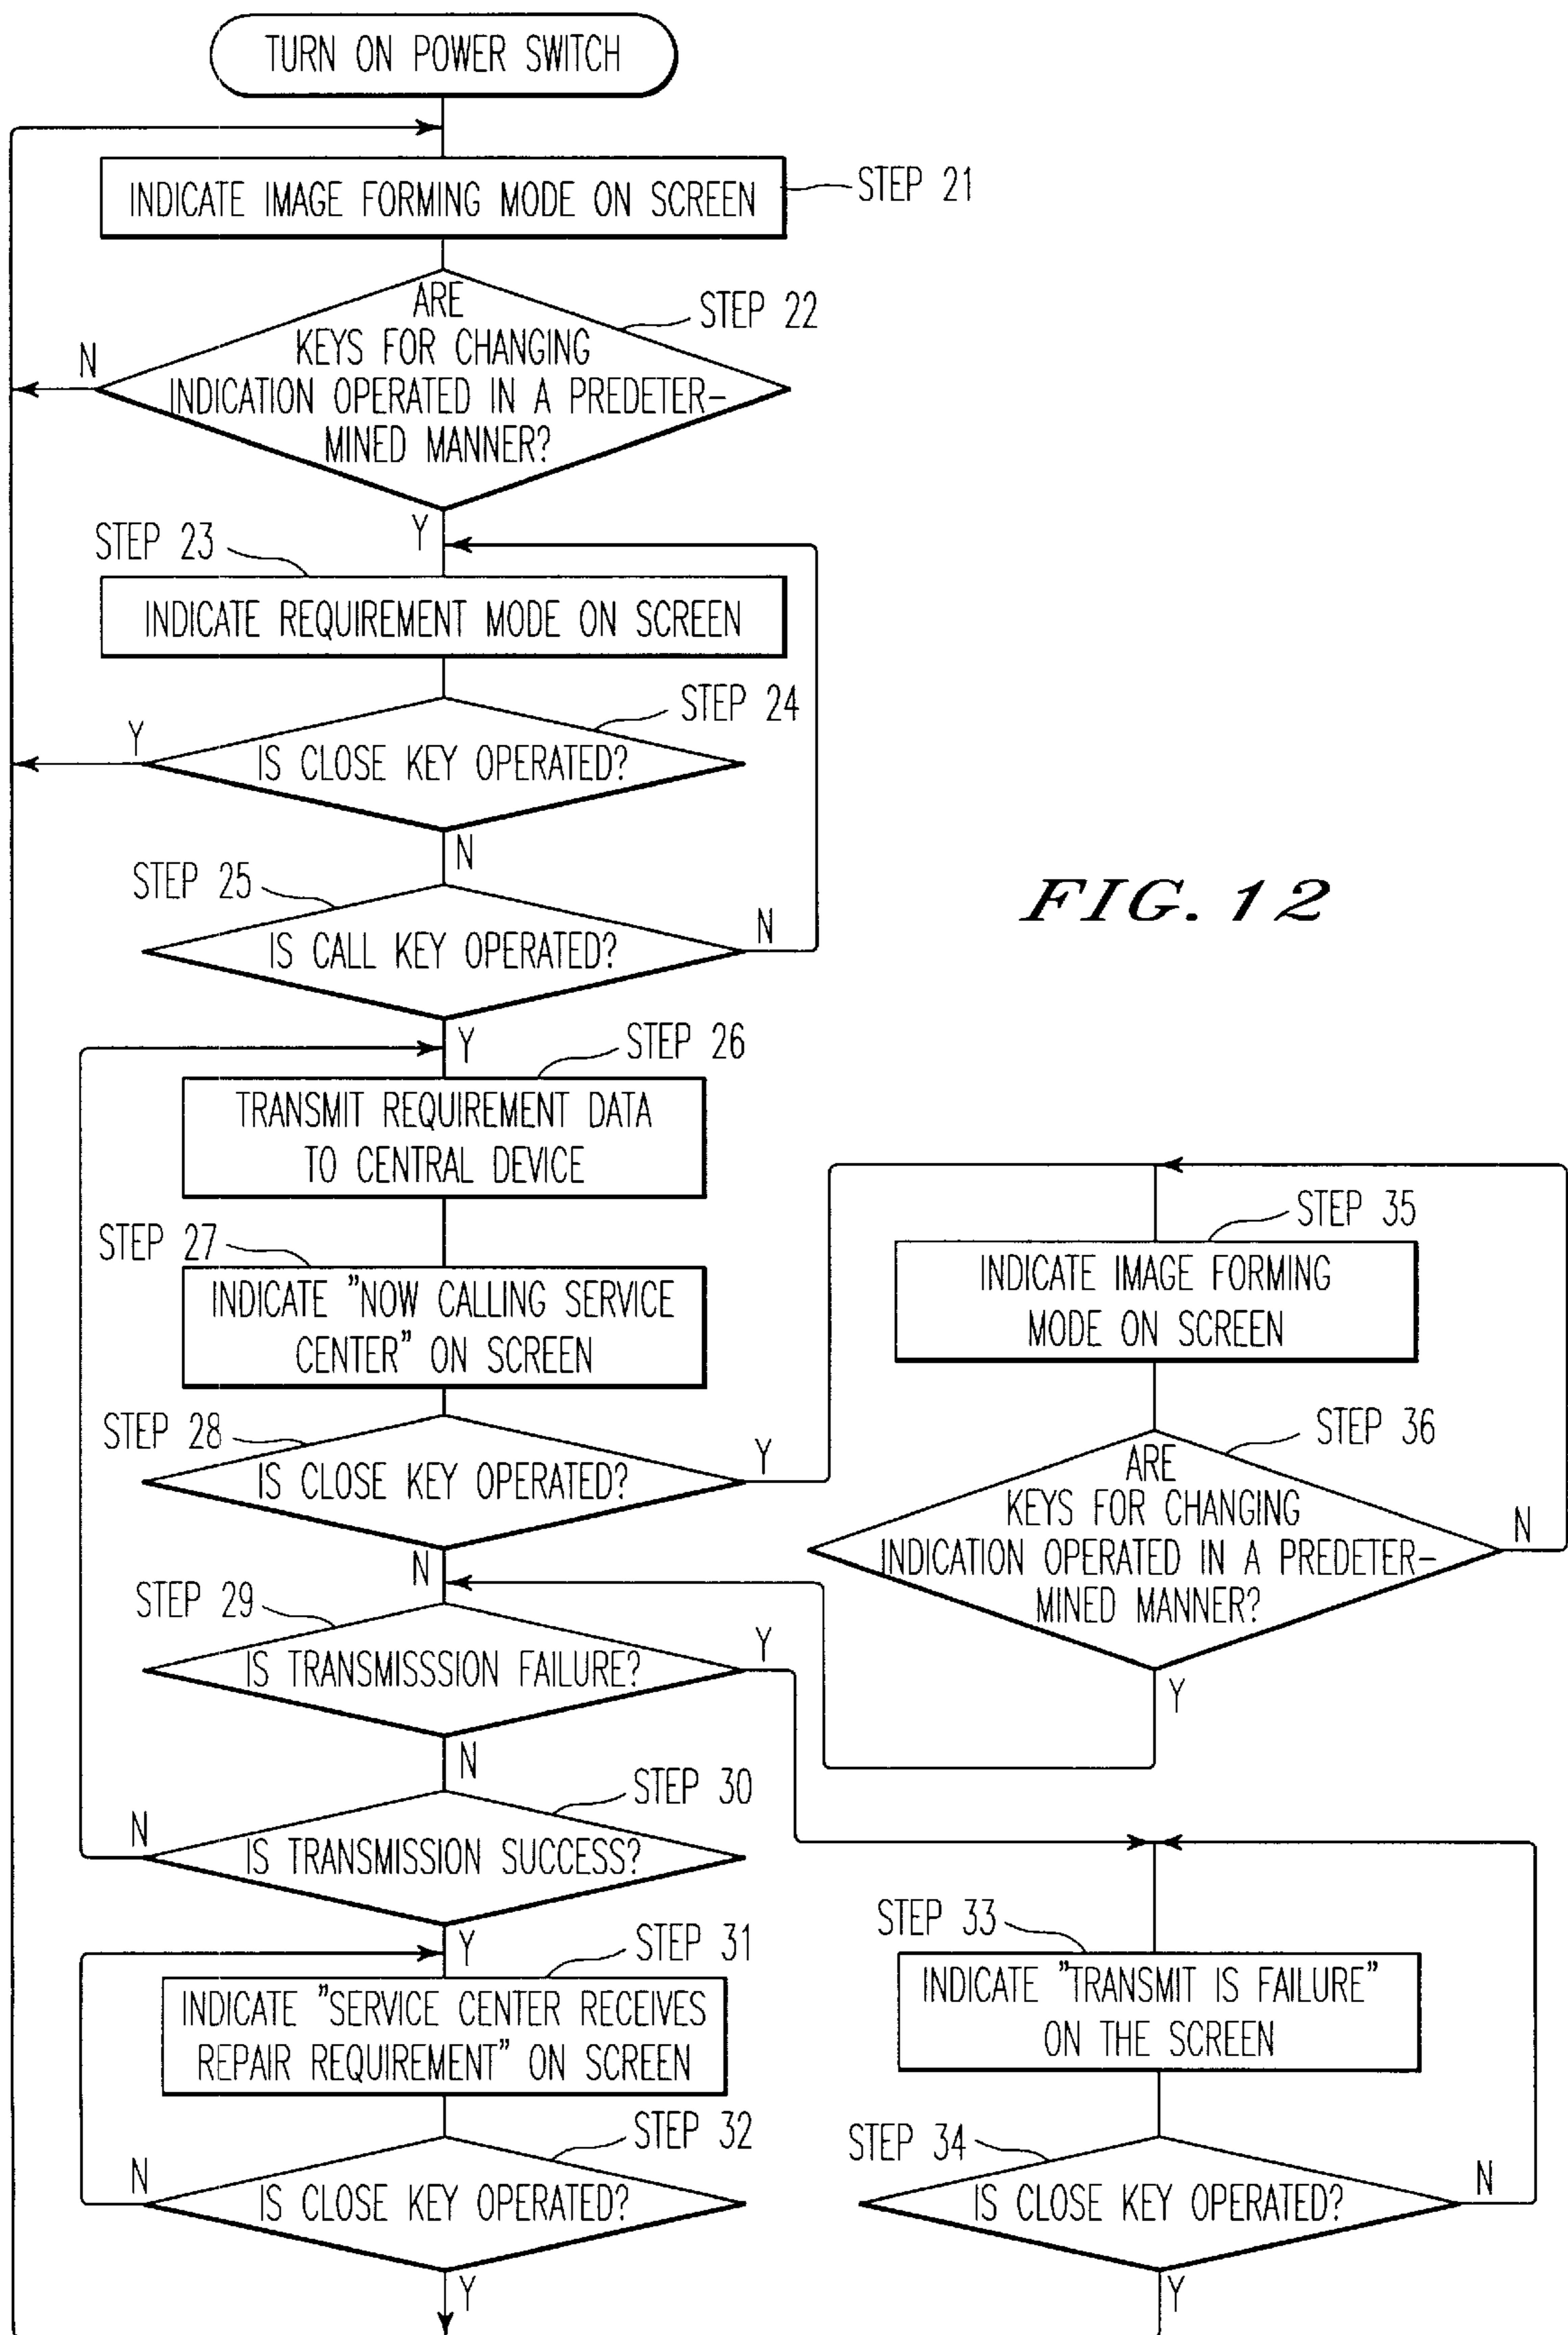 TURN ON POWER SWITCH
INDICATE IMAGE FORMING MODE ON SCREEN
STEP 21
ARE
KEYS FOR CHANGING
INDICATION OPERATED IN A PREDETER-
MINED MANNER?
STEP 22
N
Y
STEP 23
INDICATE REQUIREMENT MODE ON SCREEN
STEP 24
Y
IS CLOSE KEY OPERATED?
N
STEP 25
IS CALL KEY OPERATED?
N
FIG. 12
Y
STEP 26
TRANSMIT REQUIREMENT DATA
TO CENTRAL DEVICE
STEP 27
INDICATE "NOW CALLING SERVICE
CENTER" ON SCREEN
STEP 28
IS CLOSE KEY OPERATED?
Y
N
STEP 35
INDICATE IMAGE FORMING
MODE ON SCREEN
STEP 36
ARE
KEYS FOR CHANGING
INDICATION OPERATED IN A PREDETER-
MINED MANNER?
N
Y
STEP 29
IS TRANSMISSSION FAILURE?
Y
N
STEP 30
N
IS TRANSMISSION SUCCESS?
Y
STEP 31
INDICATE "SERVICE CENTER RECEIVES
REPAIR REQUIREMENT" ON SCREEN
STEP 32
N
IS CLOSE KEY OPERATED?
Y
STEP 33
INDICATE "TRANSMIT IS FAILURE"
ON THE SCREEN
STEP 34
IS CLOSE KEY OPERATED?
N
Y